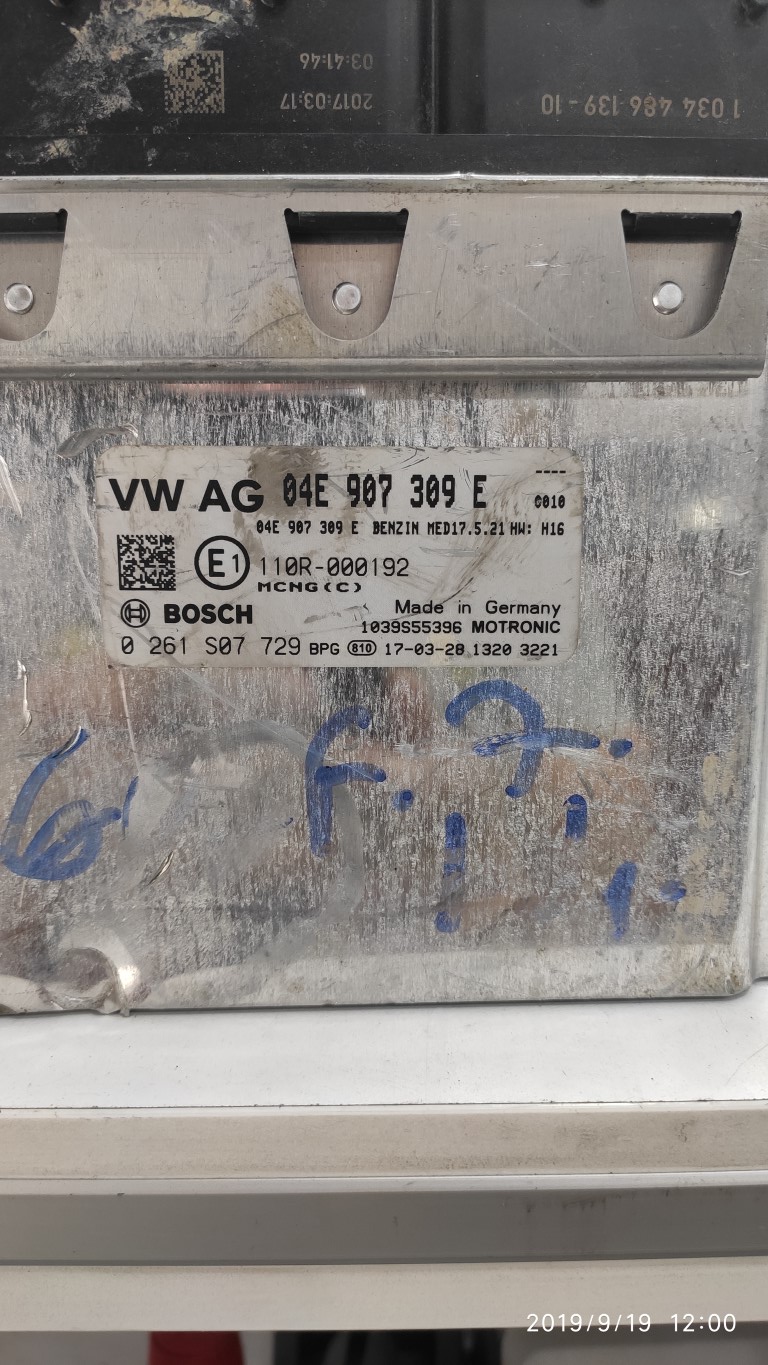 03:41:46
2017:03:17
1 034 486 139-10
----
VW AG 04E 907 309 E C010
04E 907 309 E BENZIN MED17.5.21 HW: H16
E1 110R-000192
MCNG(C)
BOSCH Made in Germany
1039S55396 MOTRONIC
0 261 S07 729 BPG 810 17-03-28 1320 3221
2019/9/19 12:00